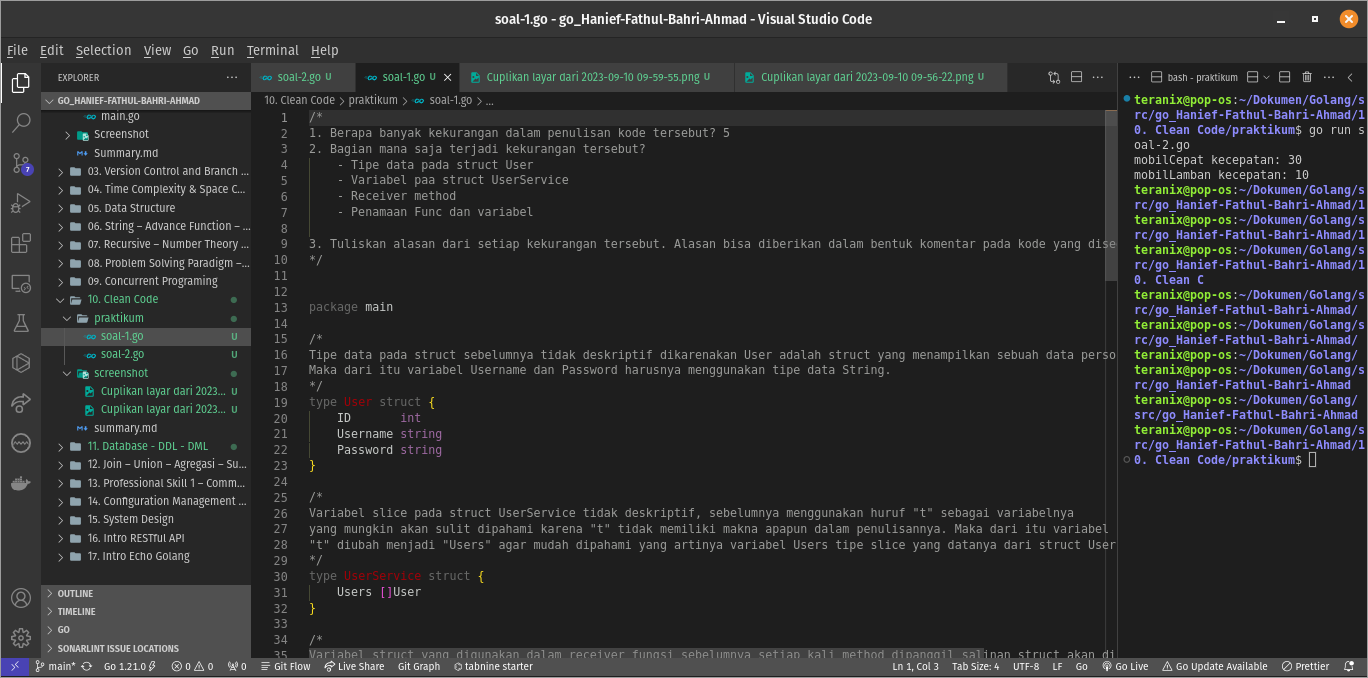 soal-1.go - go_Hanief-Fathul-Bahri-Ahmad - Visual Studio Code
File Edit Selection View Go Run Terminal Help
EXPLORER
GO_HANIEF-FATHUL-BAHRI-AHMAD
main.go
Screenshot
Summary.md
03. Version Control and Branch ...
04. Time Complexity & Space C...
05. Data Structure
06. String – Advance Function – ...
07. Recursive – Number Theory ...
08. Problem Solving Paradigm –...
09. Concurrent Programing
10. Clean Code
praktikum
soal-1.go U
soal-2.go U
screenshot
Cuplikan layar dari 2023... U
Cuplikan layar dari 2023... U
summary.md
11. Database - DDL - DML
12. Join – Union – Agregasi – Su...
13. Professional Skill 1 – Comm...
14. Configuration Management ...
15. System Design
16. Intro RESTful API
17. Intro Echo Golang
OUTLINE
TIMELINE
GO
SONARLINT ISSUE LOCATIONS
7
soal-2.go U soal-1.go U Cuplikan layar dari 2023-09-10 09-59-55.png U Cuplikan layar dari 2023-09-10 09-56-22.png U
10. Clean Code > praktikum > soal-1.go > ...
1 /*
2 1. Berapa banyak kekurangan dalam penulisan kode tersebut? 5
3 2. Bagian mana saja terjadi kekurangan tersebut?
4 - Tipe data pada struct User
5 - Variabel paa struct UserService
6 - Receiver method
7 - Penamaan Func dan variabel
8
9 3. Tuliskan alasan dari setiap kekurangan tersebut. Alasan bisa diberikan dalam bentuk komentar pada kode yang dise
10 */
11
12
13 package main
14
15 /*
16 Tipe data pada struct sebelumnya tidak deskriptif dikarenakan User adalah struct yang menampilkan sebuah data perso
17 Maka dari itu variabel Username dan Password harusnya menggunakan tipe data String.
18 */
19 type User struct {
20 ID int
21 Username string
22 Password string
23 }
24
25 /*
26 Variabel slice pada struct UserService tidak deskriptif, sebelumnya menggunakan huruf "t" sebagai variabelnya
27 yang mungkin akan sulit dipahami karena "t" tidak memiliki makna apapun dalam penulisannya. Maka dari itu variabel
28 "t" diubah menjadi "Users" agar mudah dipahami yang artinya variabel Users tipe slice yang datanya dari struct User
29 */
30 type UserService struct {
31 Users []User
32 }
33
34 /*
35 Variabel struct yang digunakan dalam receiver fungsi sebelumnya setiap kali method dipanggil salinan struct akan di
bash - praktikum
teranix@pop-os:~/Dokumen/Golang/s
rc/go_Hanief-Fathul-Bahri-Ahmad/1
0. Clean Code/praktikum$ go run s
oal-2.go
mobilCepat kecepatan: 30
mobilLamban kecepatan: 10
teranix@pop-os:~/Dokumen/Golang/s
rc/go_Hanief-Fathul-Bahri-Ahmad/1
teranix@pop-os:~/Dokumen/Golang/s
rc/go_Hanief-Fathul-Bahri-Ahmad/1
teranix@pop-os:~/Dokumen/Golang/s
rc/go_Hanief-Fathul-Bahri-Ahmad/1
0. Clean C
teranix@pop-os:~/Dokumen/Golang/s
rc/go_Hanief-Fathul-Bahri-Ahmad/
teranix@pop-os:~/Dokumen/Golang/s
rc/go_Hanief-Fathul-Bahri-Ahmad/
teranix@pop-os:~/Dokumen/Golang/
teranix@pop-os:~/Dokumen/Golang/s
rc/go_Hanief-Fathul-Bahri-Ahmad
teranix@pop-os:~/Dokumen/Golang/
src/go_Hanief-Fathul-Bahri-Ahmad
teranix@pop-os:~/Dokumen/Golang/s
rc/go_Hanief-Fathul-Bahri-Ahmad/1
0. Clean Code/praktikum$
main* Go 1.21.0 0 0 0 Git Flow Live Share Git Graph tabnine starter Ln 1, Col 3 Tab Size: 4 UTF-8 LF Go Go Live Go Update Available Prettier